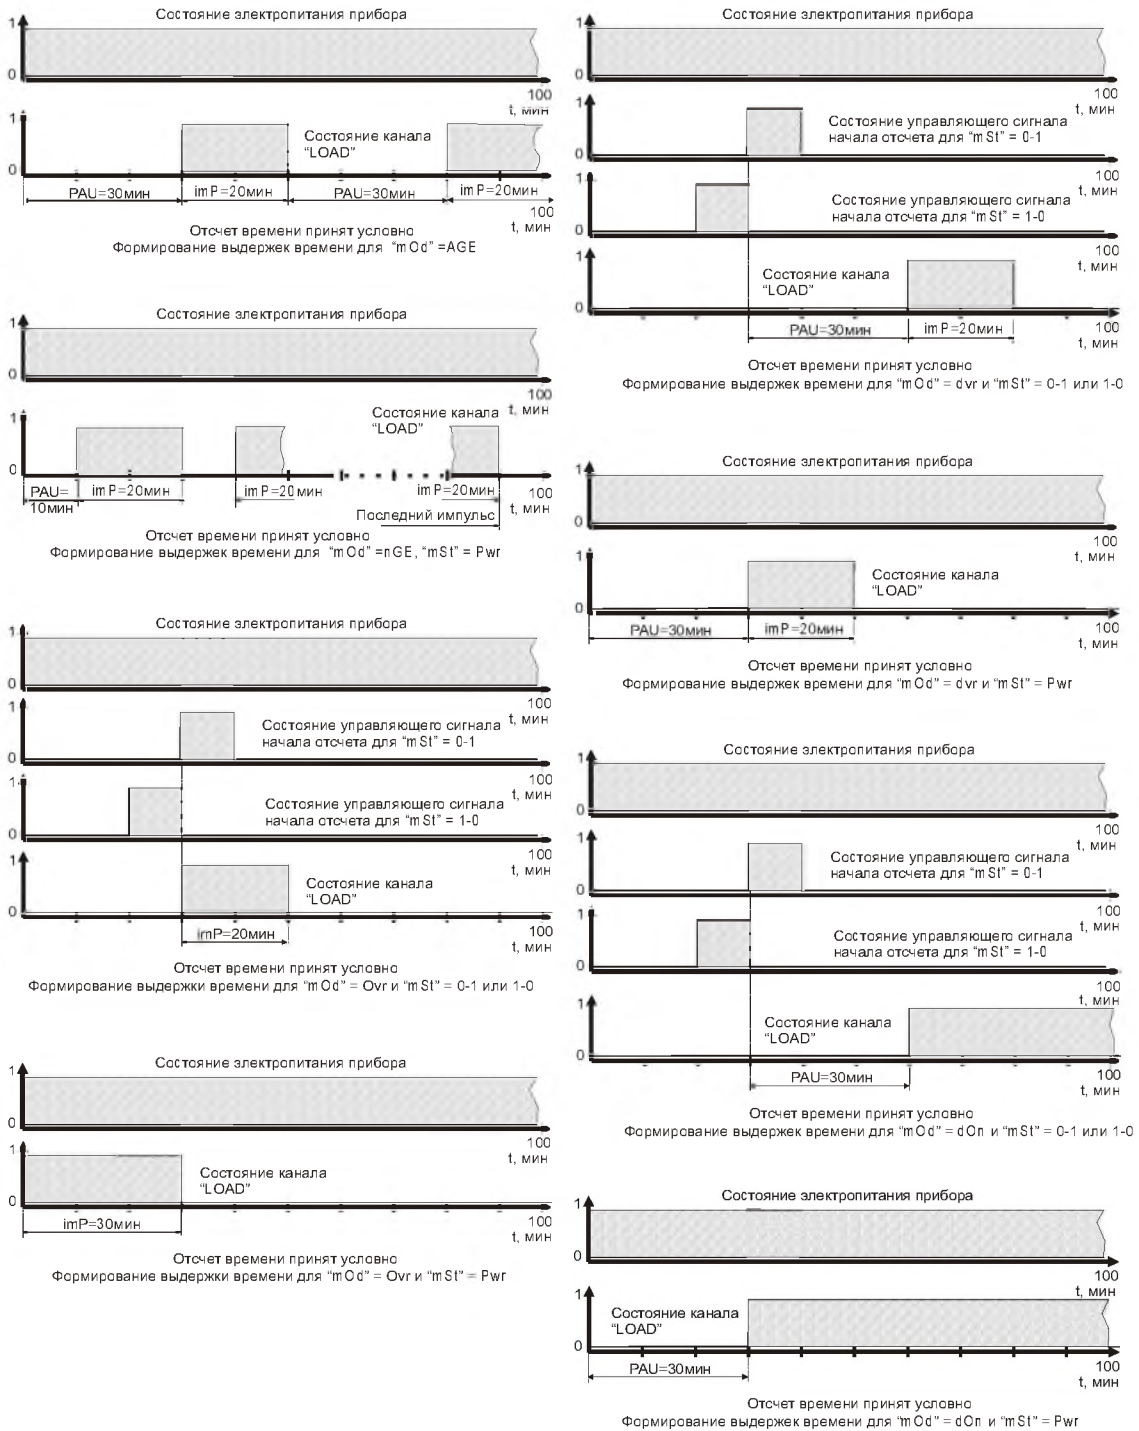 Состояние электропитания прибора
1
0
100
t, мин
1
Состояние канала
“LOAD”
0
PAU=30мин
imP=20мин
PAU=30мин
imP=20мин
100
t, мин
Отсчет времени принят условно
Формирование выдержек времени для “mOd” =AGE
Состояние электропитания прибора
1
0
100
t, мин
1
Состояние канала
“LOAD”
0
PAU=
10мин
imP=20мин
imP=20мин
imP=20мин
100
t, мин
Последний импульс
Отсчет времени принят условно
Формирование выдержек времени для “mOd” =nGE, “mSt” = Pwr
Состояние электропитания прибора
1
0
100
t, мин
1
Состояние управляющего сигнала
начала отсчета для “mSt” = 0-1
0
100
t, мин
1
Состояние управляющего сигнала
начала отсчета для “mSt” = 1-0
0
100
t, мин
1
Состояние канала
“LOAD”
0
100
t, мин
imP=20мин
Отсчет времени принят условно
Формирование выдержки времени для “mOd” = Ovr и “mSt” = 0-1 или 1-0
Состояние электропитания прибора
1
0
100
t, мин
1
Состояние канала
“LOAD”
0
100
t, мин
imP=30мин
Отсчет времени принят условно
Формирование выдержки времени для “mOd” = Ovr и “mSt” = Pwr
Состояние электропитания прибора
1
0
100
t, мин
1
Состояние управляющего сигнала
начала отсчета для “mSt” = 0-1
0
100
t, мин
1
Состояние управляющего сигнала
начала отсчета для “mSt” = 1-0
0
100
t, мин
1
Состояние канала
“LOAD”
0
100
t, мин
PAU=30мин
imP=20мин
Отсчет времени принят условно
Формирование выдержек времени для “mOd” = dvr и “mSt” = 0-1 или 1-0
Состояние электропитания прибора
1
0
100
t, мин
1
Состояние канала
“LOAD”
0
100
t, мин
PAU=30мин
imP=20мин
Отсчет времени принят условно
Формирование выдержек времени для “mOd” = dvr и “mSt” = Pwr
Состояние электропитания прибора
1
0
100
t, мин
1
Состояние управляющего сигнала
начала отсчета для “mSt” = 0-1
0
100
t, мин
1
Состояние управляющего сигнала
начала отсчета для “mSt” = 1-0
0
100
t, мин
1
Состояние канала
“LOAD”
0
100
t, мин
PAU=30мин
Отсчет времени принят условно
Формирование выдержек времени для “mOd” = dOn и “mSt” = 0-1 или 1-0
Состояние электропитания прибора
1
0
100
t, мин
1
Состояние канала
“LOAD”
0
100
t, мин
PAU=30мин
Отсчет времени принят условно
Формирование выдержек времени для “mOd” = dOn и “mSt” = Pwr